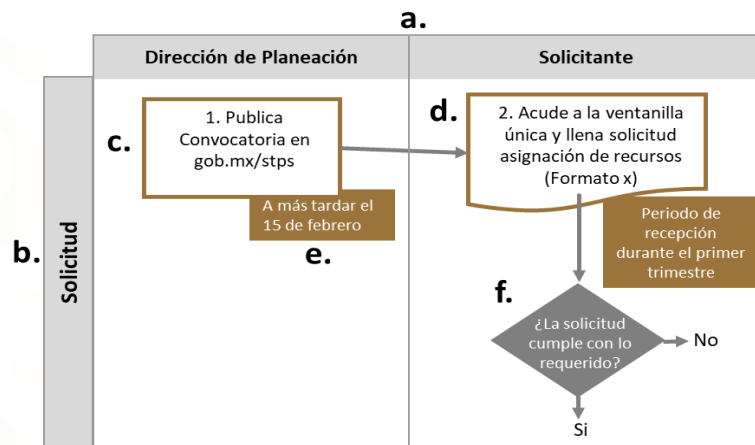 a.
Dirección de Planeación
Solicitante
b.
Solicitud
c.
1. Publica
Convocatoria en
gob.mx/stps
A más tardar el
15 de febrero
e.
d.
2. Acude a la ventanilla
única y llena solicitud
asignación de recursos
(Formato x)
Periodo de
recepción
durante el primer
trimestre
f.
¿La solicitud
cumple con lo
requerido?
No
Si